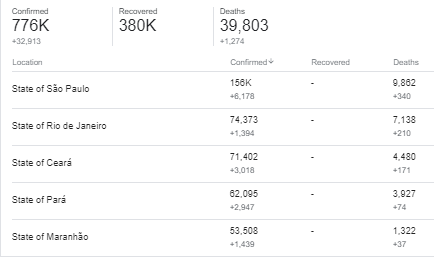 Confirmed Recovered Deaths
776K 380K 39,803
+32,913 +1,274
Location Confirmed↓ Recovered Deaths
State of São Paulo 156K - 9,862
+6,178 +340
State of Rio de Janeiro 74,373 - 7,138
+1,394 +210
State of Ceará 71,402 - 4,480
+3,018 +171
State of Pará 62,095 - 3,927
+2,947 +74
State of Maranhão 53,508 - 1,322
+1,439 +37